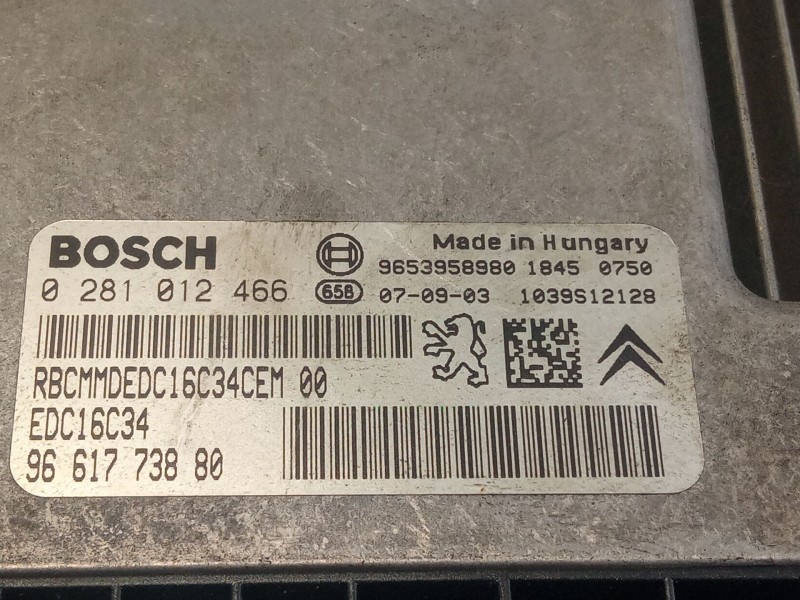 BOSCH
Made in Hungary
9653958980 1845 0750
0 281 012 466
65B
07-09-03 1039S12128
RBCMMDEDC16C34CEM 00
EDC16C34
96 617 738 80